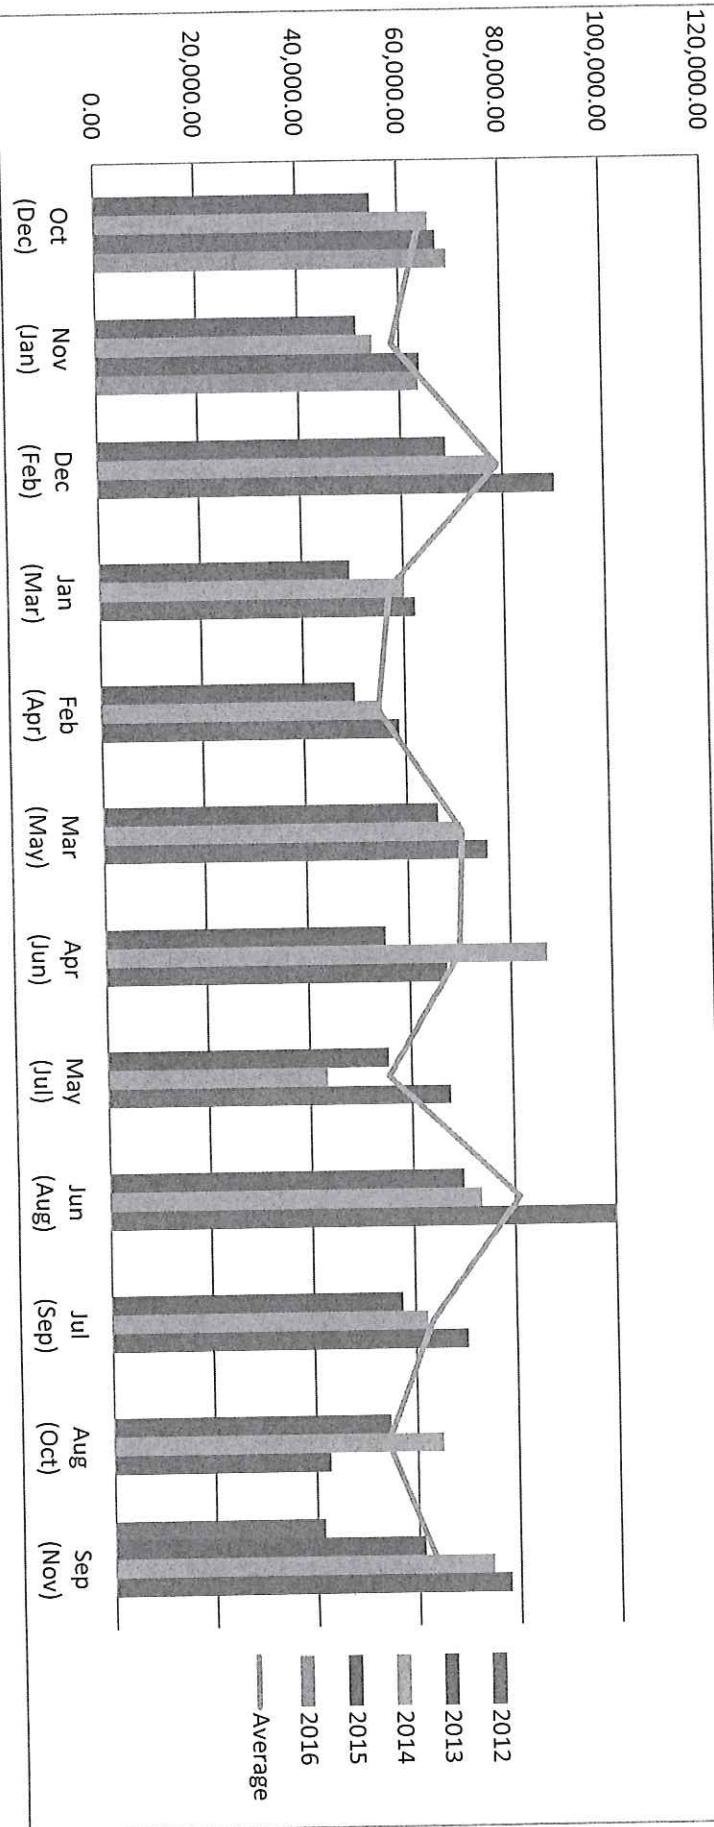 120,000.00
100,000.00
80,000.00
60,000.00
40,000.00
20,000.00
0.00
Oct
(Dec)
Nov
(Jan)
Dec
(Feb)
Jan
(Mar)
Feb
(Apr)
Mar
(May)
Apr
(Jun)
May
(Jul)
Jun
(Aug)
Jul
(Sep)
Aug
(Oct)
Sep
(Nov)
2012
2013
2014
2015
2016
Average